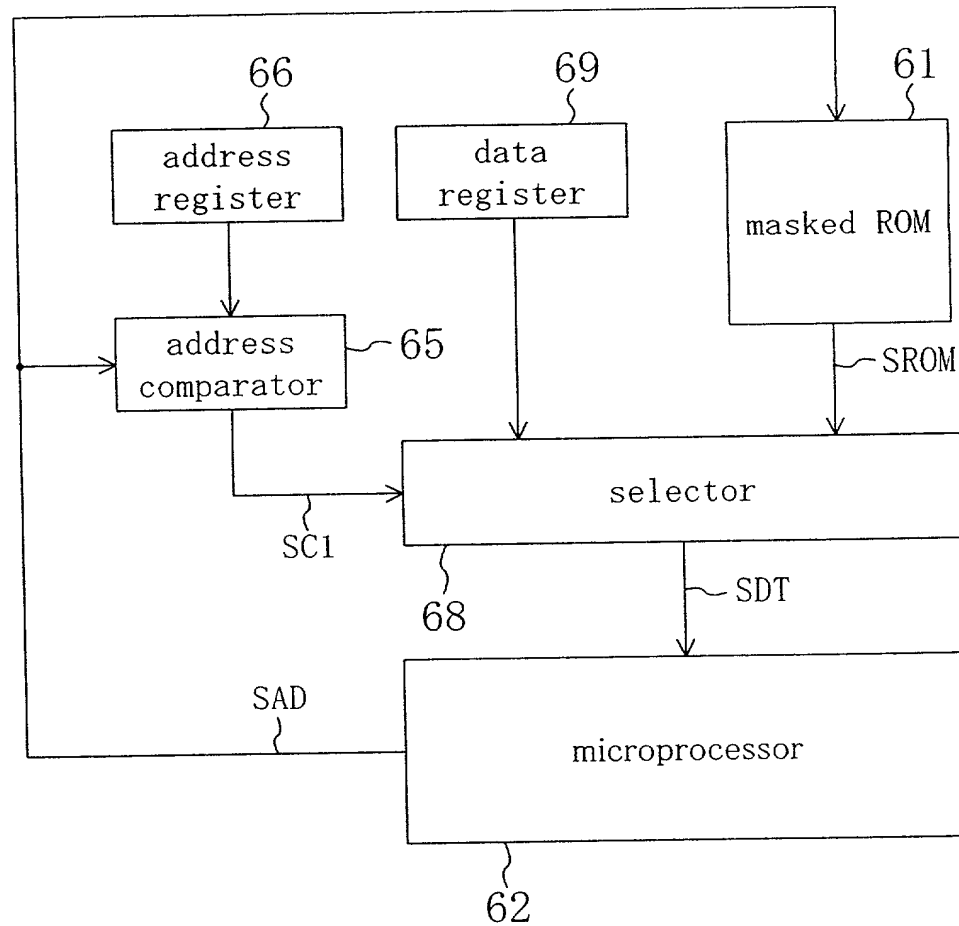 66
69
61
address
register
data
register
masked ROM
address
comparator
65
SROM
selector
SC1
68
SDT
SAD
microprocessor
62